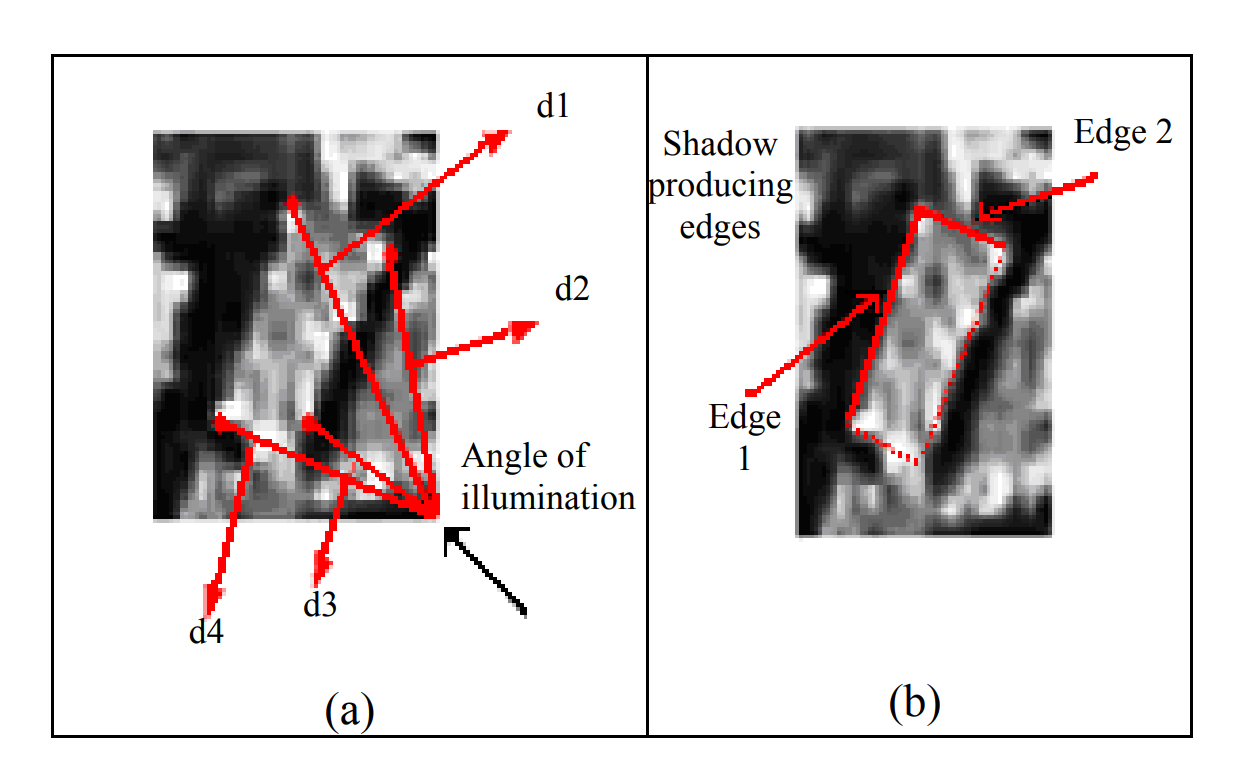 d1
d2
Angle of
illumination
d3
d4
(a)
Shadow
producing
edges
Edge 2
Edge
1
(b)